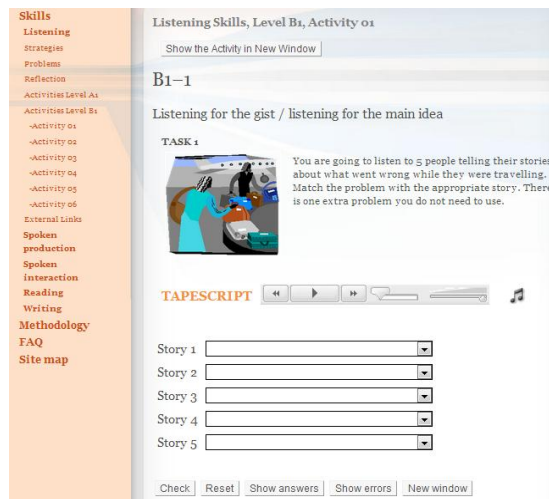 Skills
Listening
Strategies
Problems
Reflection
Activities Level A1
Activities Level B1
-Activity 01
-Activity 02
-Activity 03
-Activity 04
-Activity 05
-Activity 06
External Links
Spoken
production
Spoken
interaction
Reading
Writing
Methodology
FAQ
Site map
Listening Skills, Level B1, Activity 01
Show the Activity in New Window
B1–1
Listening for the gist / listening for the main idea
TASK 1
You are going to listen to 5 people telling their stories
about what went wrong while they were travelling.
Match the problem with the appropriate story. There
is one extra problem you do not need to use.
TAPESCRIPT
Story 1
Story 2
Story 3
Story 4
Story 5
Check Reset Show answers Show errors New window